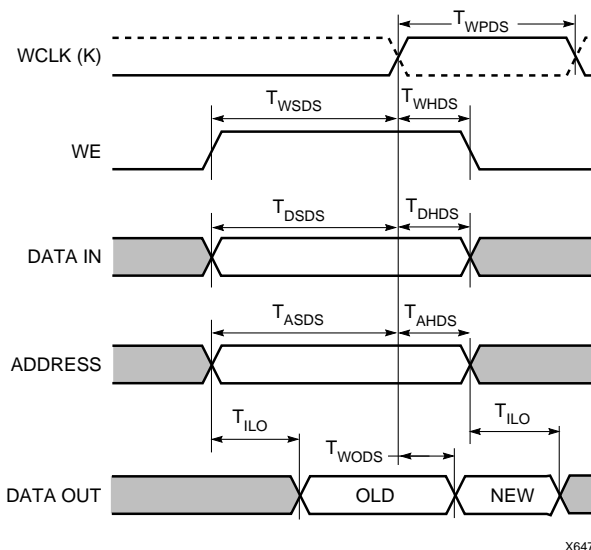 T_WPDS
WCLK (K)
T_WSDS T_WHDS
WE
T_DSDS T_DHDS
DATA IN
T_ASDS T_AHDS
ADDRESS
T_ILO T_ILO
T_WODS
DATA OUT OLD NEW
X647